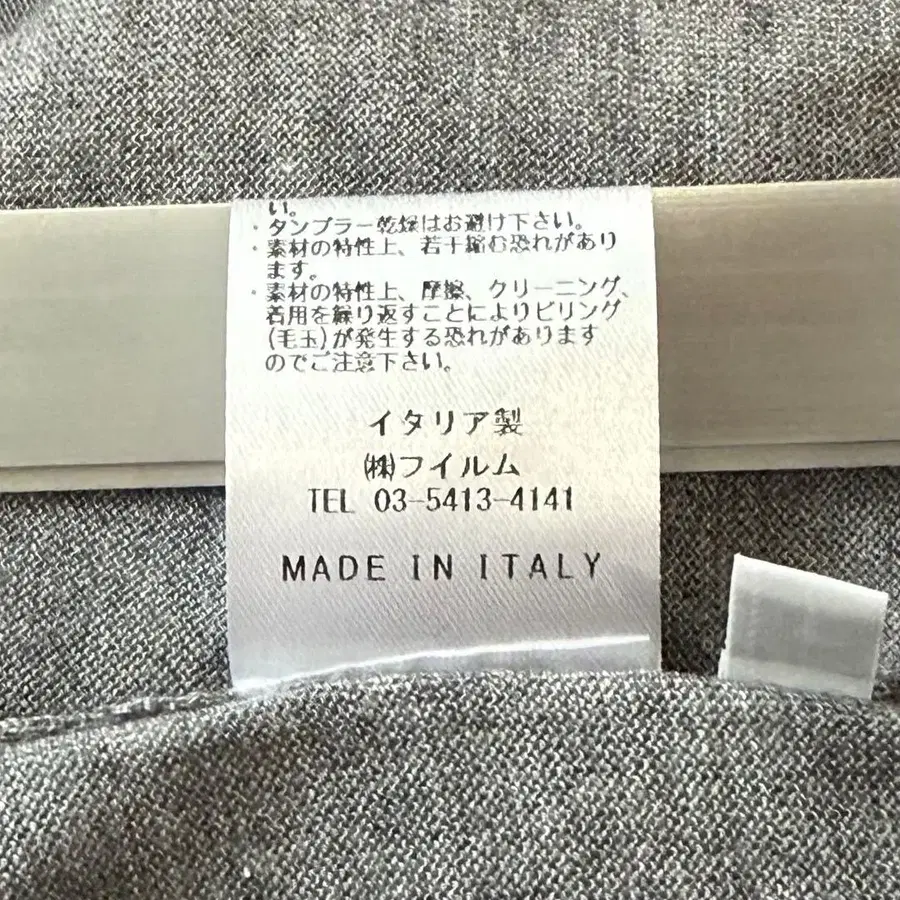 い。
・タンブラー乾燥はお避け下さい。
・素材の特性上、若干縮む恐れがあり
ます。
・素材の特性上、摩擦、クリーニング、
着用を繰り返すことによりピリング
(毛玉)が発生する恐れがあります
のでご注意下さい。
イタリア製
㈱フイルム
TEL 03-5413-4141
MADE IN ITALY